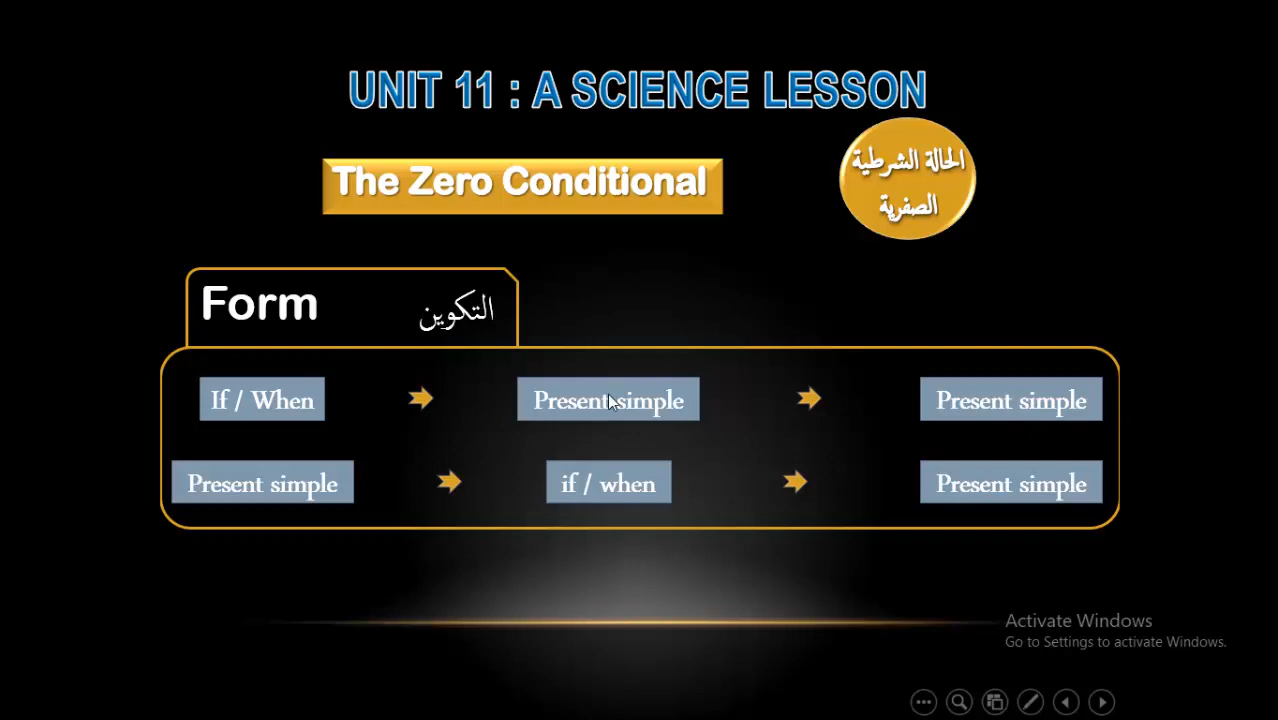 UNIT 11 : A SCIENCE LESSON
The Zero Conditional
الحالة الشرطية
الصفرية
Form التكوين
If / When Present simple Present simple
Present simple if / when Present simple
Activate Windows
Go to Settings to activate Windows.